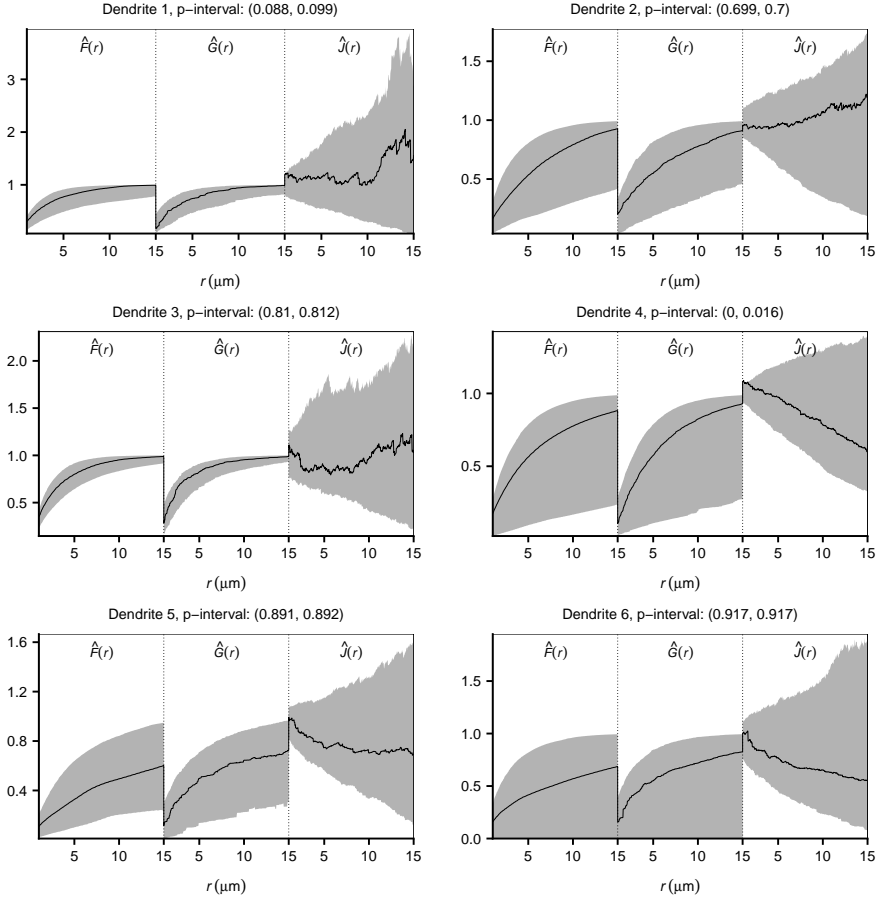 Dendrite 1, p−interval: (0.088, 0.099)
F̂(r) Ĝ(r) Ĵ(r)
3
2
1
5 10 15 5 10 15 5 10 15
r (μm)
Dendrite 2, p−interval: (0.699, 0.7)
F̂(r) Ĝ(r) Ĵ(r)
1.5
1.0
0.5
5 10 15 5 10 15 5 10 15
r (μm)
Dendrite 3, p−interval: (0.81, 0.812)
F̂(r) Ĝ(r) Ĵ(r)
2.0
1.5
1.0
0.5
5 10 15 5 10 15 5 10 15
r (μm)
Dendrite 4, p−interval: (0, 0.016)
F̂(r) Ĝ(r) Ĵ(r)
1.0
0.5
5 10 15 5 10 15 5 10 15
r (μm)
Dendrite 5, p−interval: (0.891, 0.892)
F̂(r) Ĝ(r) Ĵ(r)
1.6
1.2
0.8
0.4
5 10 15 5 10 15 5 10 15
r (μm)
Dendrite 6, p−interval: (0.917, 0.917)
F̂(r) Ĝ(r) Ĵ(r)
1.5
1.0
0.5
0.0
5 10 15 5 10 15 5 10 15
r (μm)